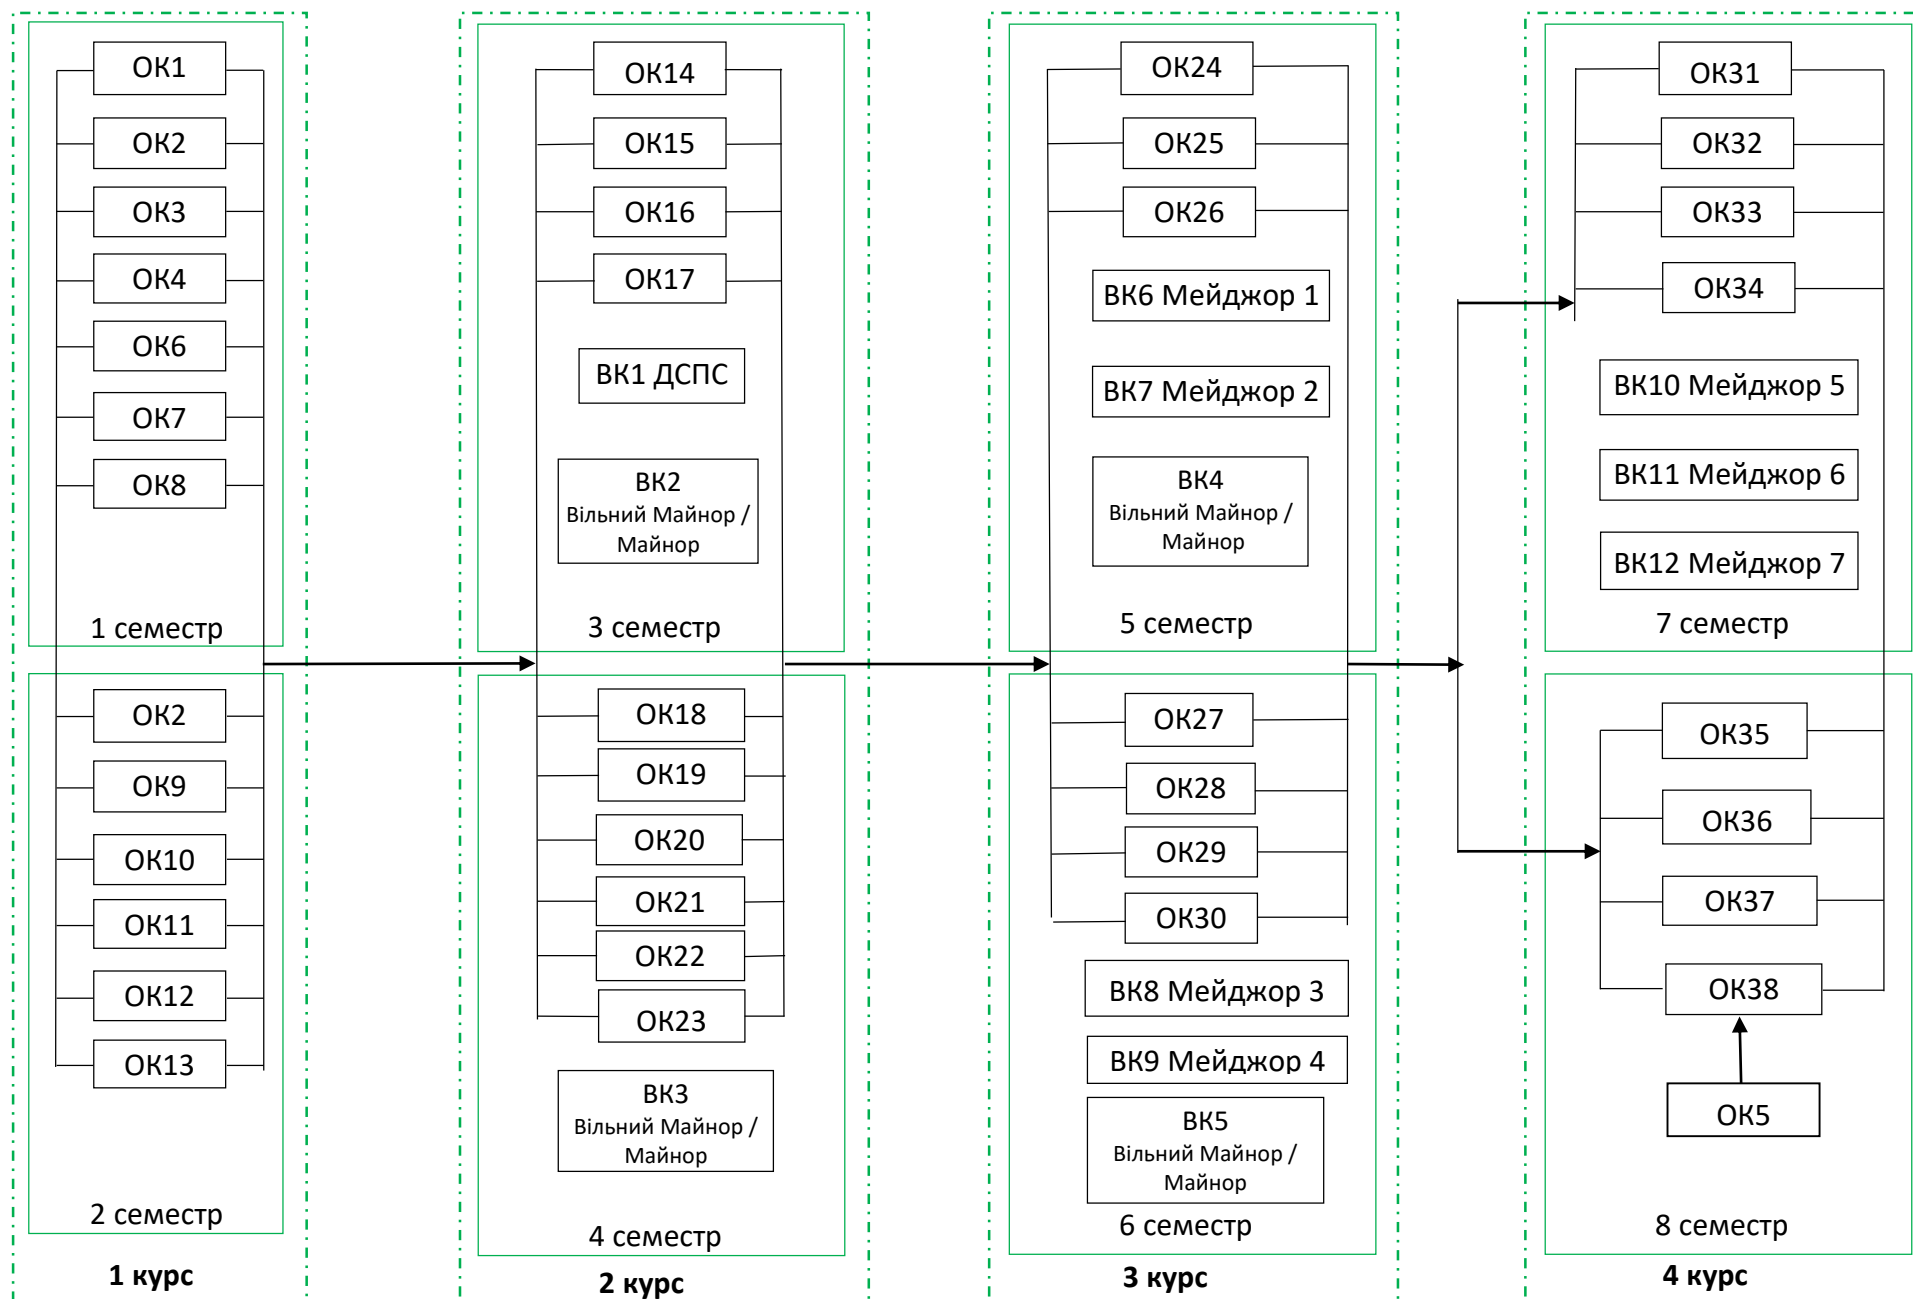 ОК1
ОК2
ОК3
ОК4
ОК6
ОК7
ОК8
1 семестр
ОК2
ОК9
ОК10
ОК11
ОК12
ОК13
2 семестр
1 курс
ОК14
ОК15
ОК16
ОК17
ВК1 ДСПС
ВК2
Вільний Майнор /
Майнор
3 семестр
ОК18
ОК19
ОК20
ОК21
ОК22
ОК23
ВК3
Вільний Майнор /
Майнор
4 семестр
2 курс
ОК24
ОК25
ОК26
ВК6 Мейджор 1
ВК7 Мейджор 2
ВК4
Вільний Майнор /
Майнор
5 семестр
ОК27
ОК28
ОК29
ОК30
ВК8 Мейджор 3
ВК9 Мейджор 4
ВК5
Вільний Майнор /
Майнор
6 семестр
3 курс
ОК31
ОК32
ОК33
ОК34
ВК10 Мейджор 5
ВК11 Мейджор 6
ВК12 Мейджор 7
7 семестр
ОК35
ОК36
ОК37
ОК38
ОК5
8 семестр
4 курс